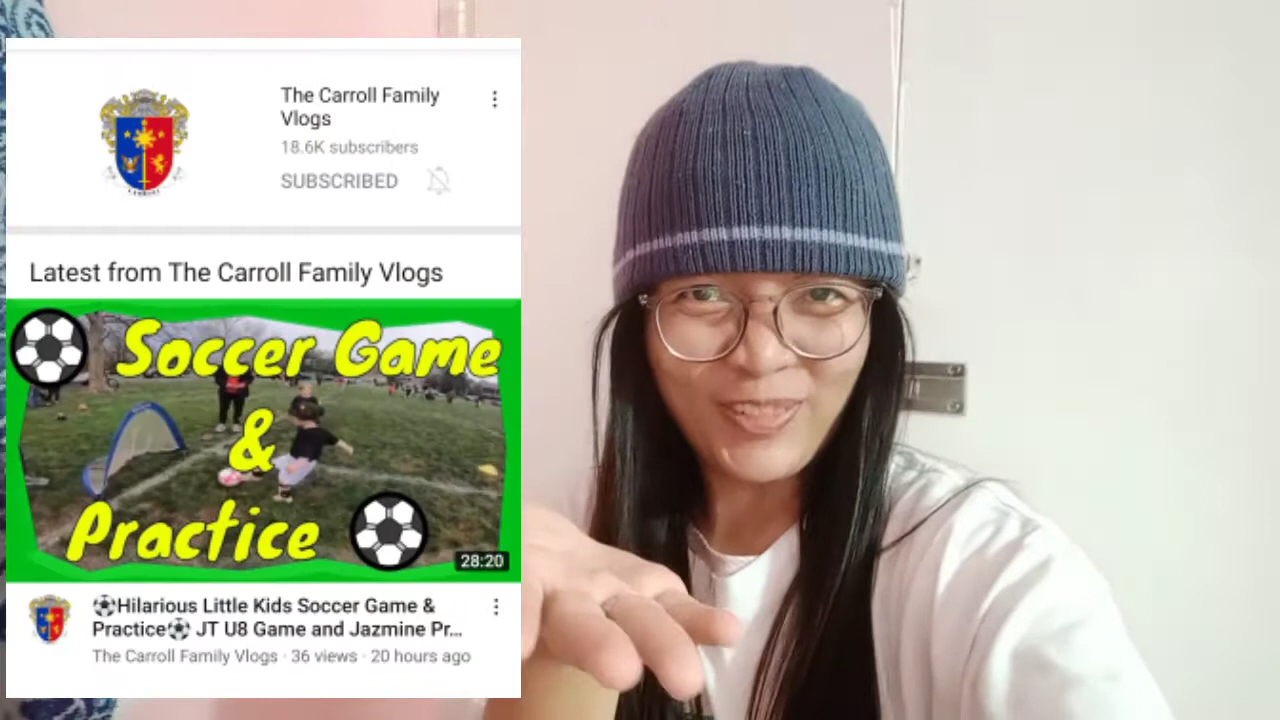 The Carroll Family
Vlogs
18.6K subscribers
SUBSCRIBED
Latest from The Carroll Family Vlogs
Soccer Game
&
Practice
28:20
⚽Hilarious Little Kids Soccer Game &
Practice⚽ JT U8 Game and Jazmine Pr...
The Carroll Family Vlogs · 36 views · 20 hours ago